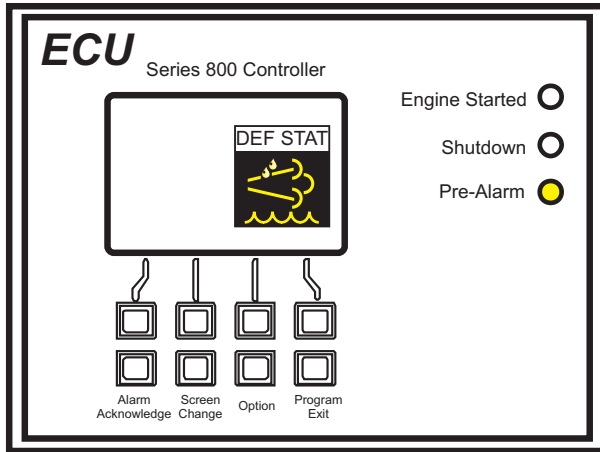 ECU
Series 800 Controller
DEF STAT
Engine Started
Shutdown
Pre-Alarm
Alarm
Acknowledge
Screen
Change
Option
Program
Exit